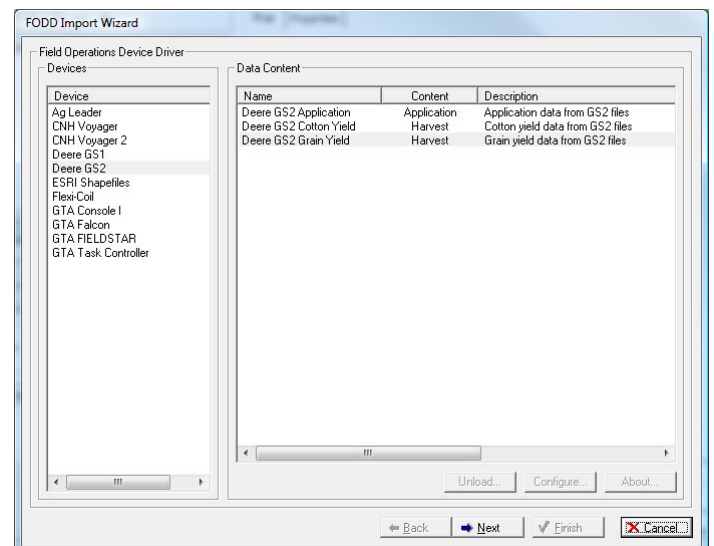 FODD Import Wizard
Field Operations Device Driver
Devices
Data Content
Device
Ag Leader
CNH Voyager
CNH Voyager 2
Deere GS1
Deere GS2
ESRI Shapefiles
Flexi-Coil
GTA Console I
GTA Falcon
GTA FIELDSTAR
GTA Task Controller
Name Content Description
Deere GS2 Application Application Application data from GS2 files
Deere GS2 Cotton Yield Harvest Cotton yield data from GS2 files
Deere GS2 Grain Yield Harvest Grain yield data from GS2 files
Unload... Configure... About...
Back Next Finish Cancel